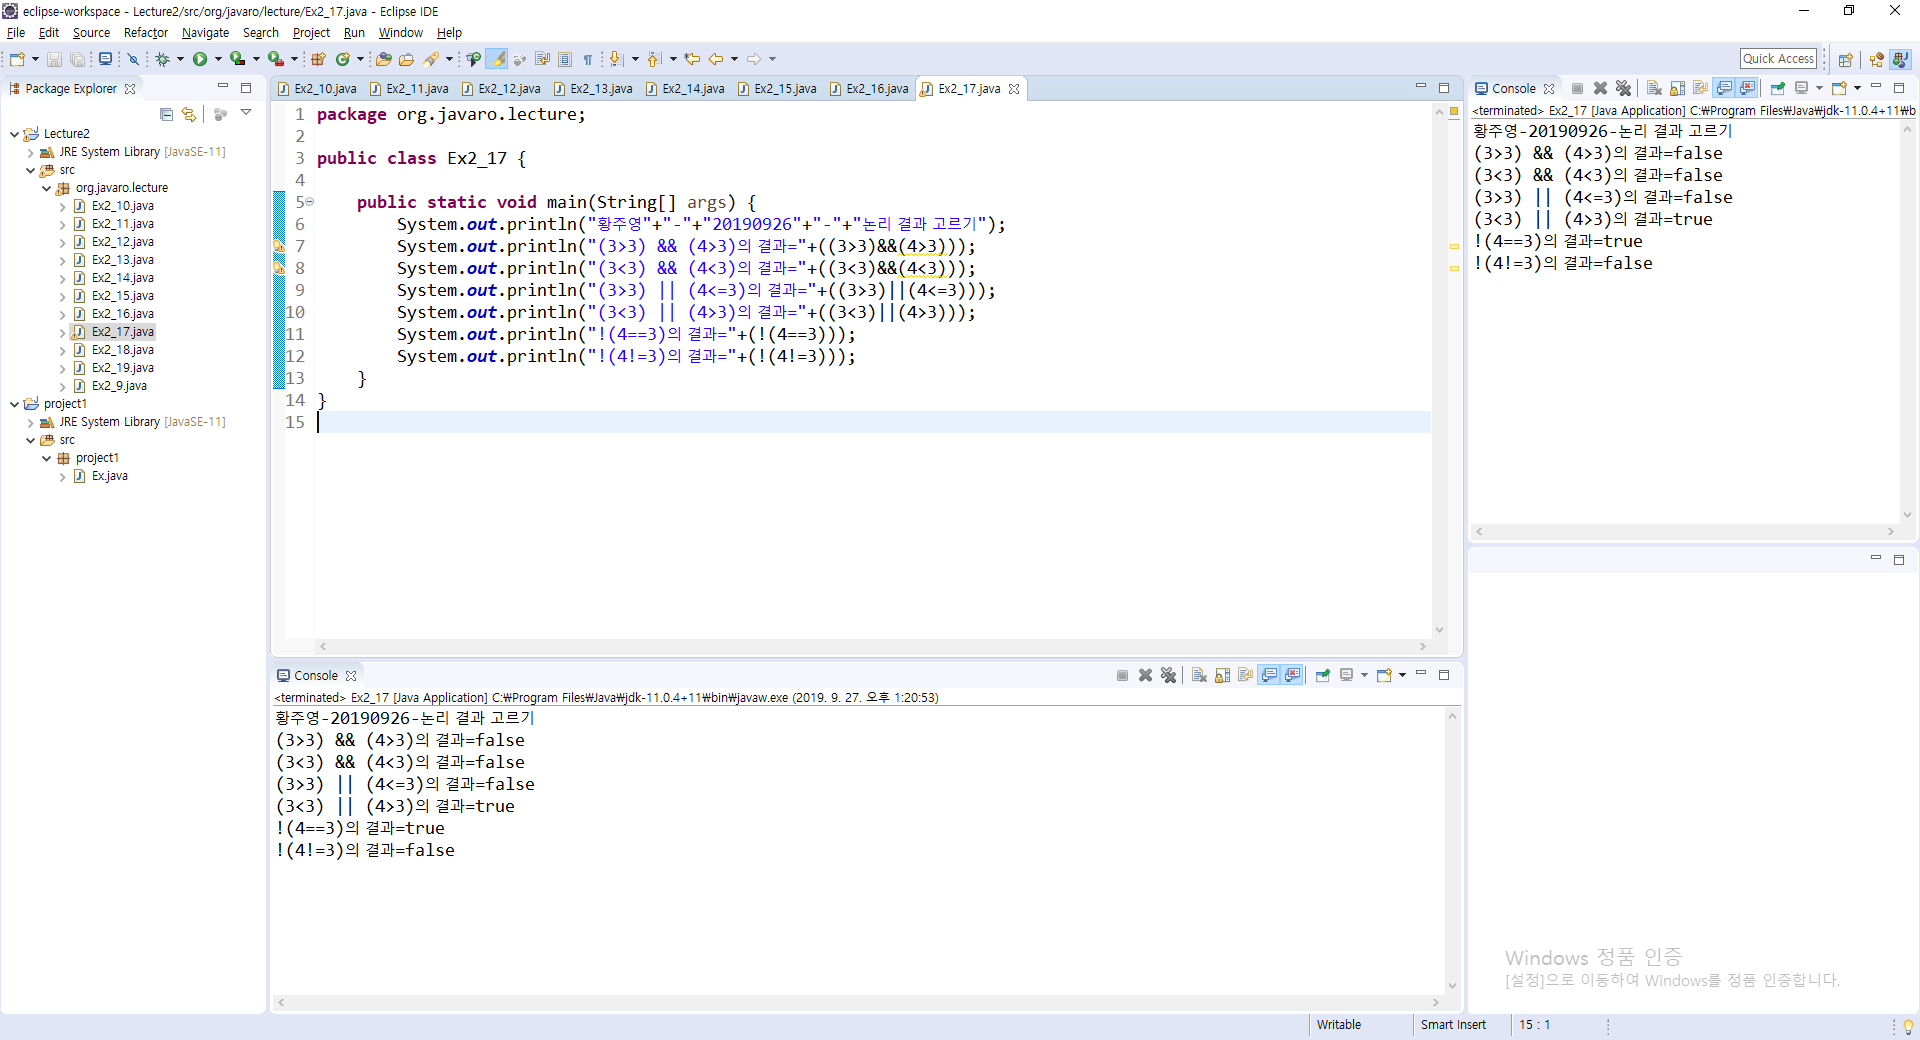 eclipse-workspace - Lecture2/src/org/javaro/lecture/Ex2_17.java - Eclipse IDE
File Edit Source Refactor Navigate Search Project Run Window Help
Quick Access
Package Explorer
Lecture2
JRE System Library [JavaSE-11]
src
org.javaro.lecture
Ex2_10.java
Ex2_11.java
Ex2_12.java
Ex2_13.java
Ex2_14.java
Ex2_15.java
Ex2_16.java
Ex2_17.java
Ex2_18.java
Ex2_19.java
Ex2_9.java
project1
JRE System Library [JavaSE-11]
src
project1
Ex.java
Ex2_10.java Ex2_11.java Ex2_12.java Ex2_13.java Ex2_14.java Ex2_15.java Ex2_16.java Ex2_17.java
1 package org.javaro.lecture;
2
3 public class Ex2_17 {
4
5 public static void main(String[] args) {
6 System.out.println("황주영"+"-"+"20190926"+"-"+"논리 결과 고르기");
7 System.out.println("(3>3) && (4>3)의 결과="+((3>3)&&(4>3)));
8 System.out.println("(3<3) && (4<3)의 결과="+((3<3)&&(4<3)));
9 System.out.println("(3>3) || (4<=3)의 결과="+((3>3)||(4<=3)));
10 System.out.println("(3<3) || (4>3)의 결과="+((3<3)||(4>3)));
11 System.out.println("!(4==3)의 결과="+(!(4==3)));
12 System.out.println("!(4!=3)의 결과="+(!(4!=3)));
13 }
14 }
15
Console
<terminated> Ex2_17 [Java Application] C:₩Program Files₩Java₩jdk-11.0.4+11₩bin₩javaw.exe (2019. 9. 27. 오후 1:20:53)
황주영-20190926-논리 결과 고르기
(3>3) && (4>3)의 결과=false
(3<3) && (4<3)의 결과=false
(3>3) || (4<=3)의 결과=false
(3<3) || (4>3)의 결과=true
!(4==3)의 결과=true
!(4!=3)의 결과=false
Console
<terminated> Ex2_17 [Java Application] C:₩Program Files₩Java₩jdk-11.0.4+11₩b
황주영-20190926-논리 결과 고르기
(3>3) && (4>3)의 결과=false
(3<3) && (4<3)의 결과=false
(3>3) || (4<=3)의 결과=false
(3<3) || (4>3)의 결과=true
!(4==3)의 결과=true
!(4!=3)의 결과=false
Windows 정품 인증
[설정]으로 이동하여 Windows를 정품 인증합니다.
Writable Smart Insert 15 : 1